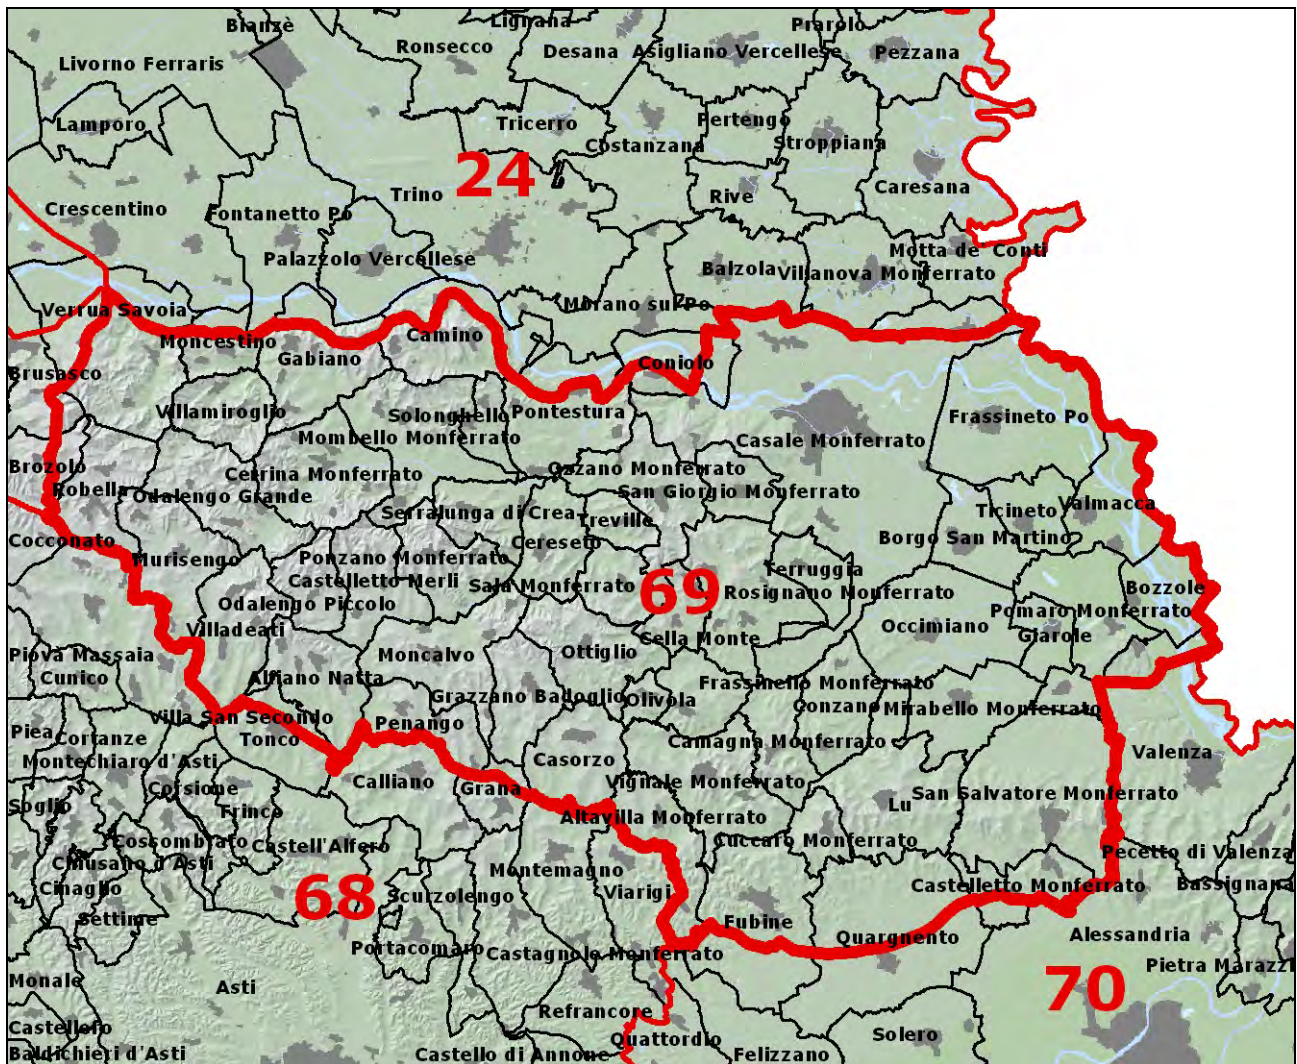 Bianzè
Lignana
Prarolo
Ronsecco
Desana
Asigliano Vercellese
Pezzana
Livorno Ferraris
Lamporo
Tricerro
Pertengo
Costanzana
Stroppiana
24
Trino
Rive
Caresana
Crescentino
Fontanetto Po
Motta de' Conti
Palazzolo Vercellese
Balzola
Villanova Monferrato
Verrua Savoia
Morano sul Po
Moncestino
Camino
Gabiano
Coniolo
Brusasco
Villamiroglio
Solonghello
Pontestura
Frassineto Po
Mombello Monferrato
Casale Monferrato
Brozolo
Cerrina Monferrato
Ozzano Monferrato
Robella
Odalengo Grande
San Giorgio Monferrato
Serralunga di Crea
Treville
Ticineto
Valmacca
Cocconato
Murisengo
Ponzano Monferrato
Cereseto
Borgo San Martino
Castelletto Merli
Sala Monferrato
69
Terruggia
Rosignano Monferrato
Bozzole
Odalengo Piccolo
Pomaro Monferrato
Villadeati
Cella Monte
Occimiano
Giarole
Piova Massaia
Moncalvo
Ottiglio
Cunico
Alfiano Natta
Grazzano Badoglio
Olivola
Frassinello Monferrato
Conzano
Mirabello Monferrato
Villa San Secondo
Penango
Piea
Cortanze
Tonco
Camagna Monferrato
Valenza
Montechiaro d'Asti
Casorzo
Calliano
Grana
Vignale Monferrato
Corsione
Lu
San Salvatore Monferrato
Soglio
Frinco
Altavilla Monferrato
Cossombrato
Castell'Alfero
Cuccaro Monferrato
Pecetto di Valenza
Chiusano d'Asti
Montemagno
Cinaglio
68
Scurzolengo
Viarigi
Castelletto Monferrato
Bassignana
Settime
Fubine
Portacomaro
Castagnole Monferrato
Quargnento
Alessandria
Pietra Marazzi
Monale
Asti
70
Refrancore
Castellero
Quattordio
Solero
Baldichieri d'Asti
Castello di Annone
Felizzano